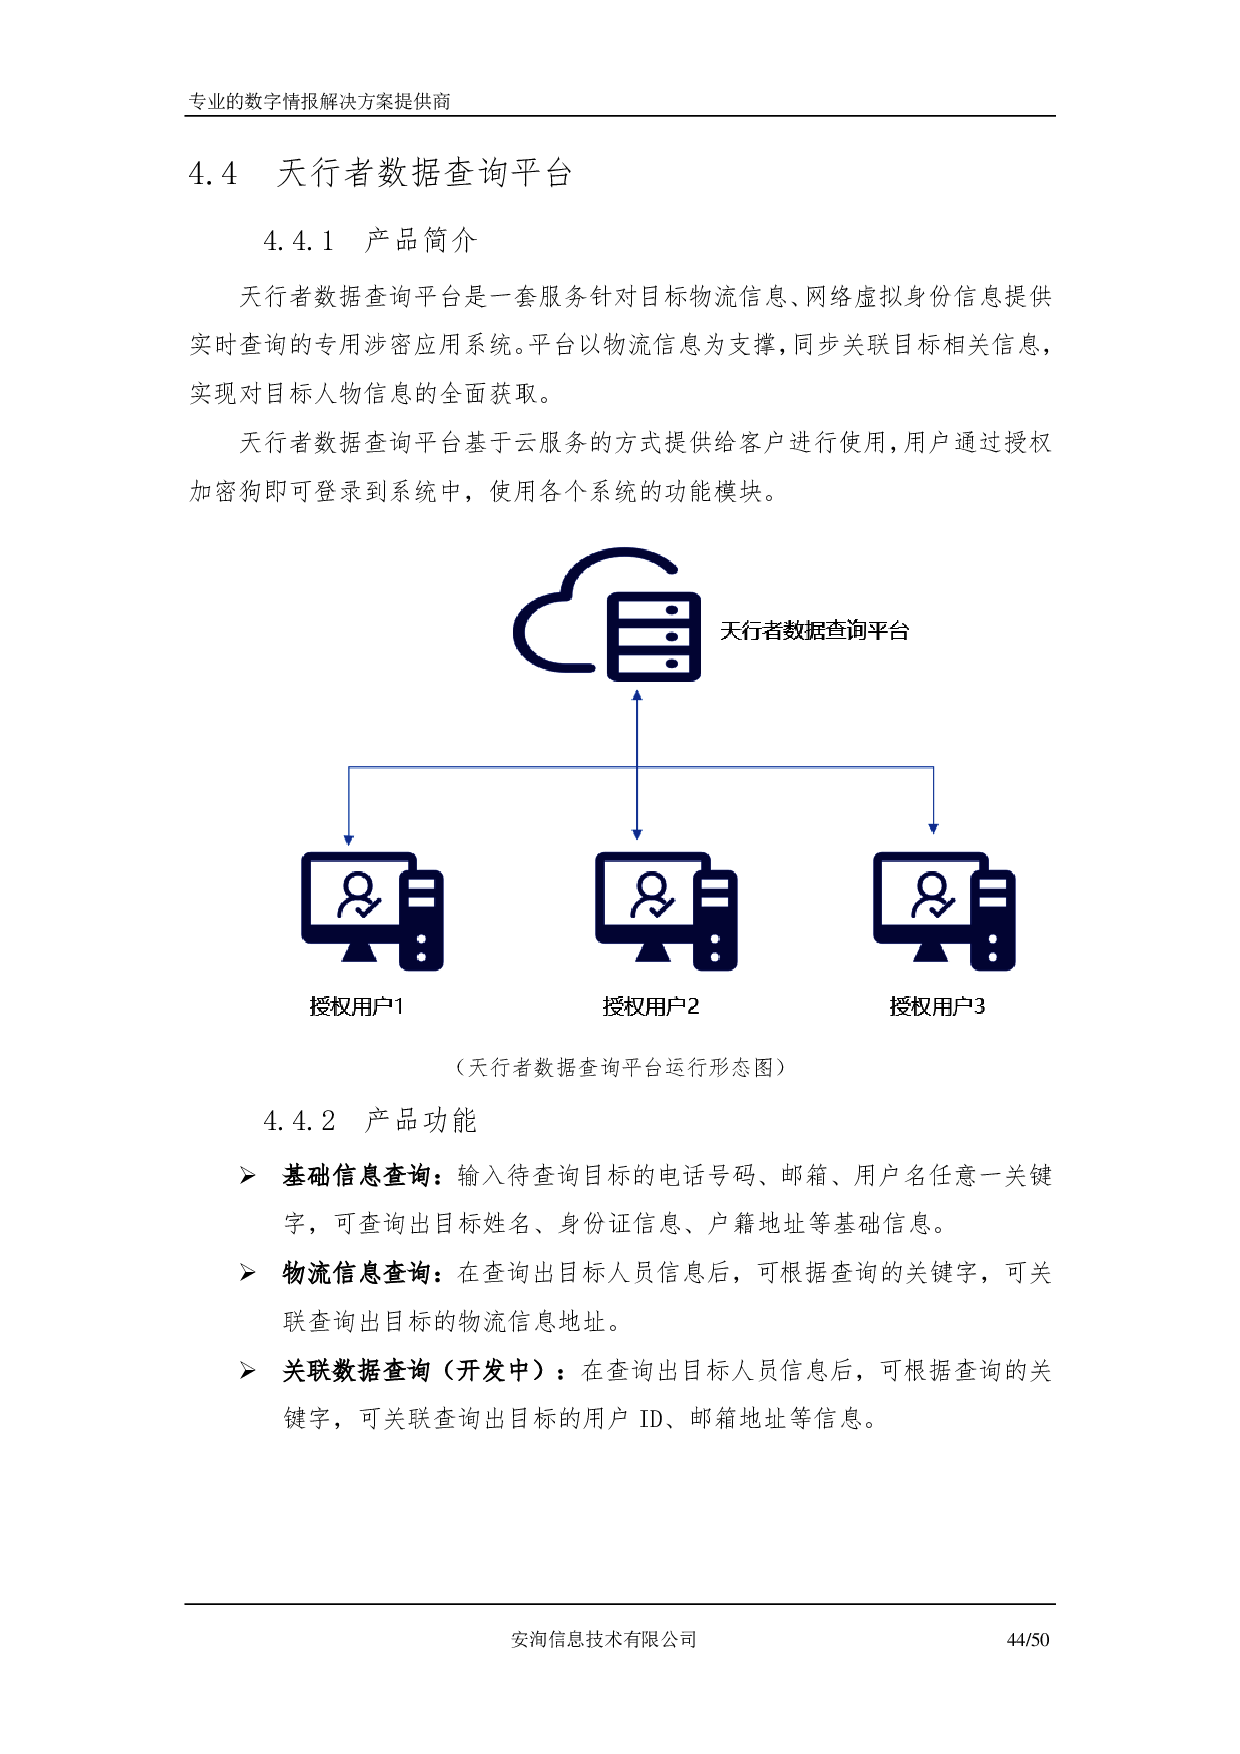 专业的数字情报解决方案提供商
4.4 天行者数据查询平台
4.4.1 产品简介
天行者数据查询平台是一套服务针对目标物流信息、网络虚拟身份信息提供
实时查询的专用涉密应用系统。平台以物流信息为支撑，同步关联目标相关信息，
实现对目标人物信息的全面获取。
天行者数据查询平台基于云服务的方式提供给客户进行使用，用户通过授权
加密狗即可登录到系统中，使用各个系统的功能模块。
天行者数据查询平台
授权用户1 授权用户2 授权用户3
（天行者数据查询平台运行形态图）
4.4.2 产品功能
➢ 基础信息查询：输入待查询目标的电话号码、邮箱、用户名任意一关键
字，可查询出目标姓名、身份证信息、户籍地址等基础信息。
➢ 物流信息查询：在查询出目标人员信息后，可根据查询的关键字，可关
联查询出目标的物流信息地址。
➢ 关联数据查询（开发中）：在查询出目标人员信息后，可根据查询的关
键字，可关联查询出目标的用户 ID、邮箱地址等信息。
安洵信息技术有限公司 44/50